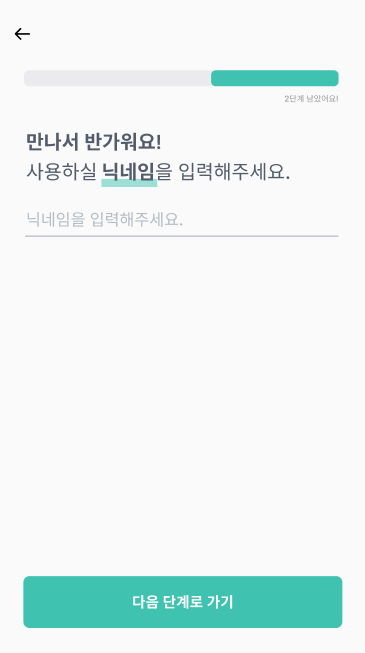 2단계 남았어요!
만나서 반가워요!
사용하실 닉네임을 입력해주세요.
닉네임을 입력해주세요.
다음 단계로 가기